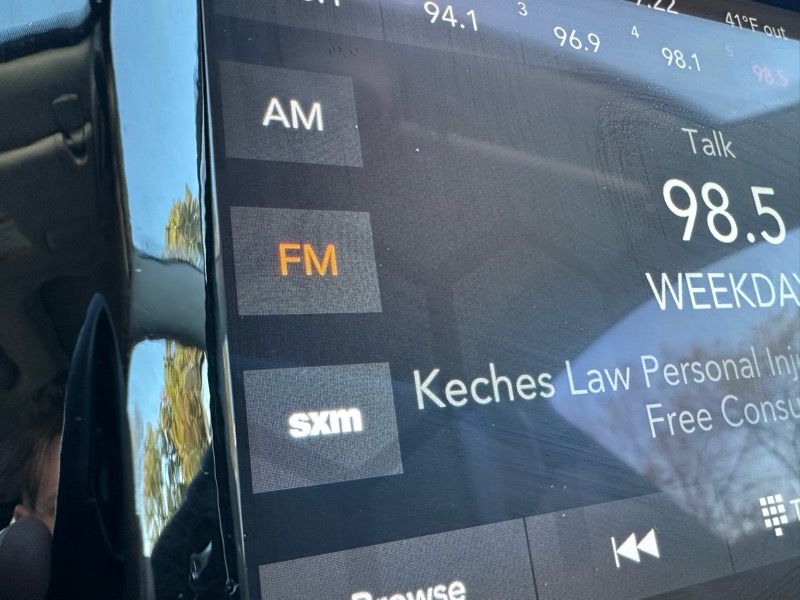 94.1
3
96.9
4
98.1
5
98.5
41°F out
AM
Talk
98.5
FM
WEEKDAY
sxm
Keches Law Personal Inj
Free Consu
Browse